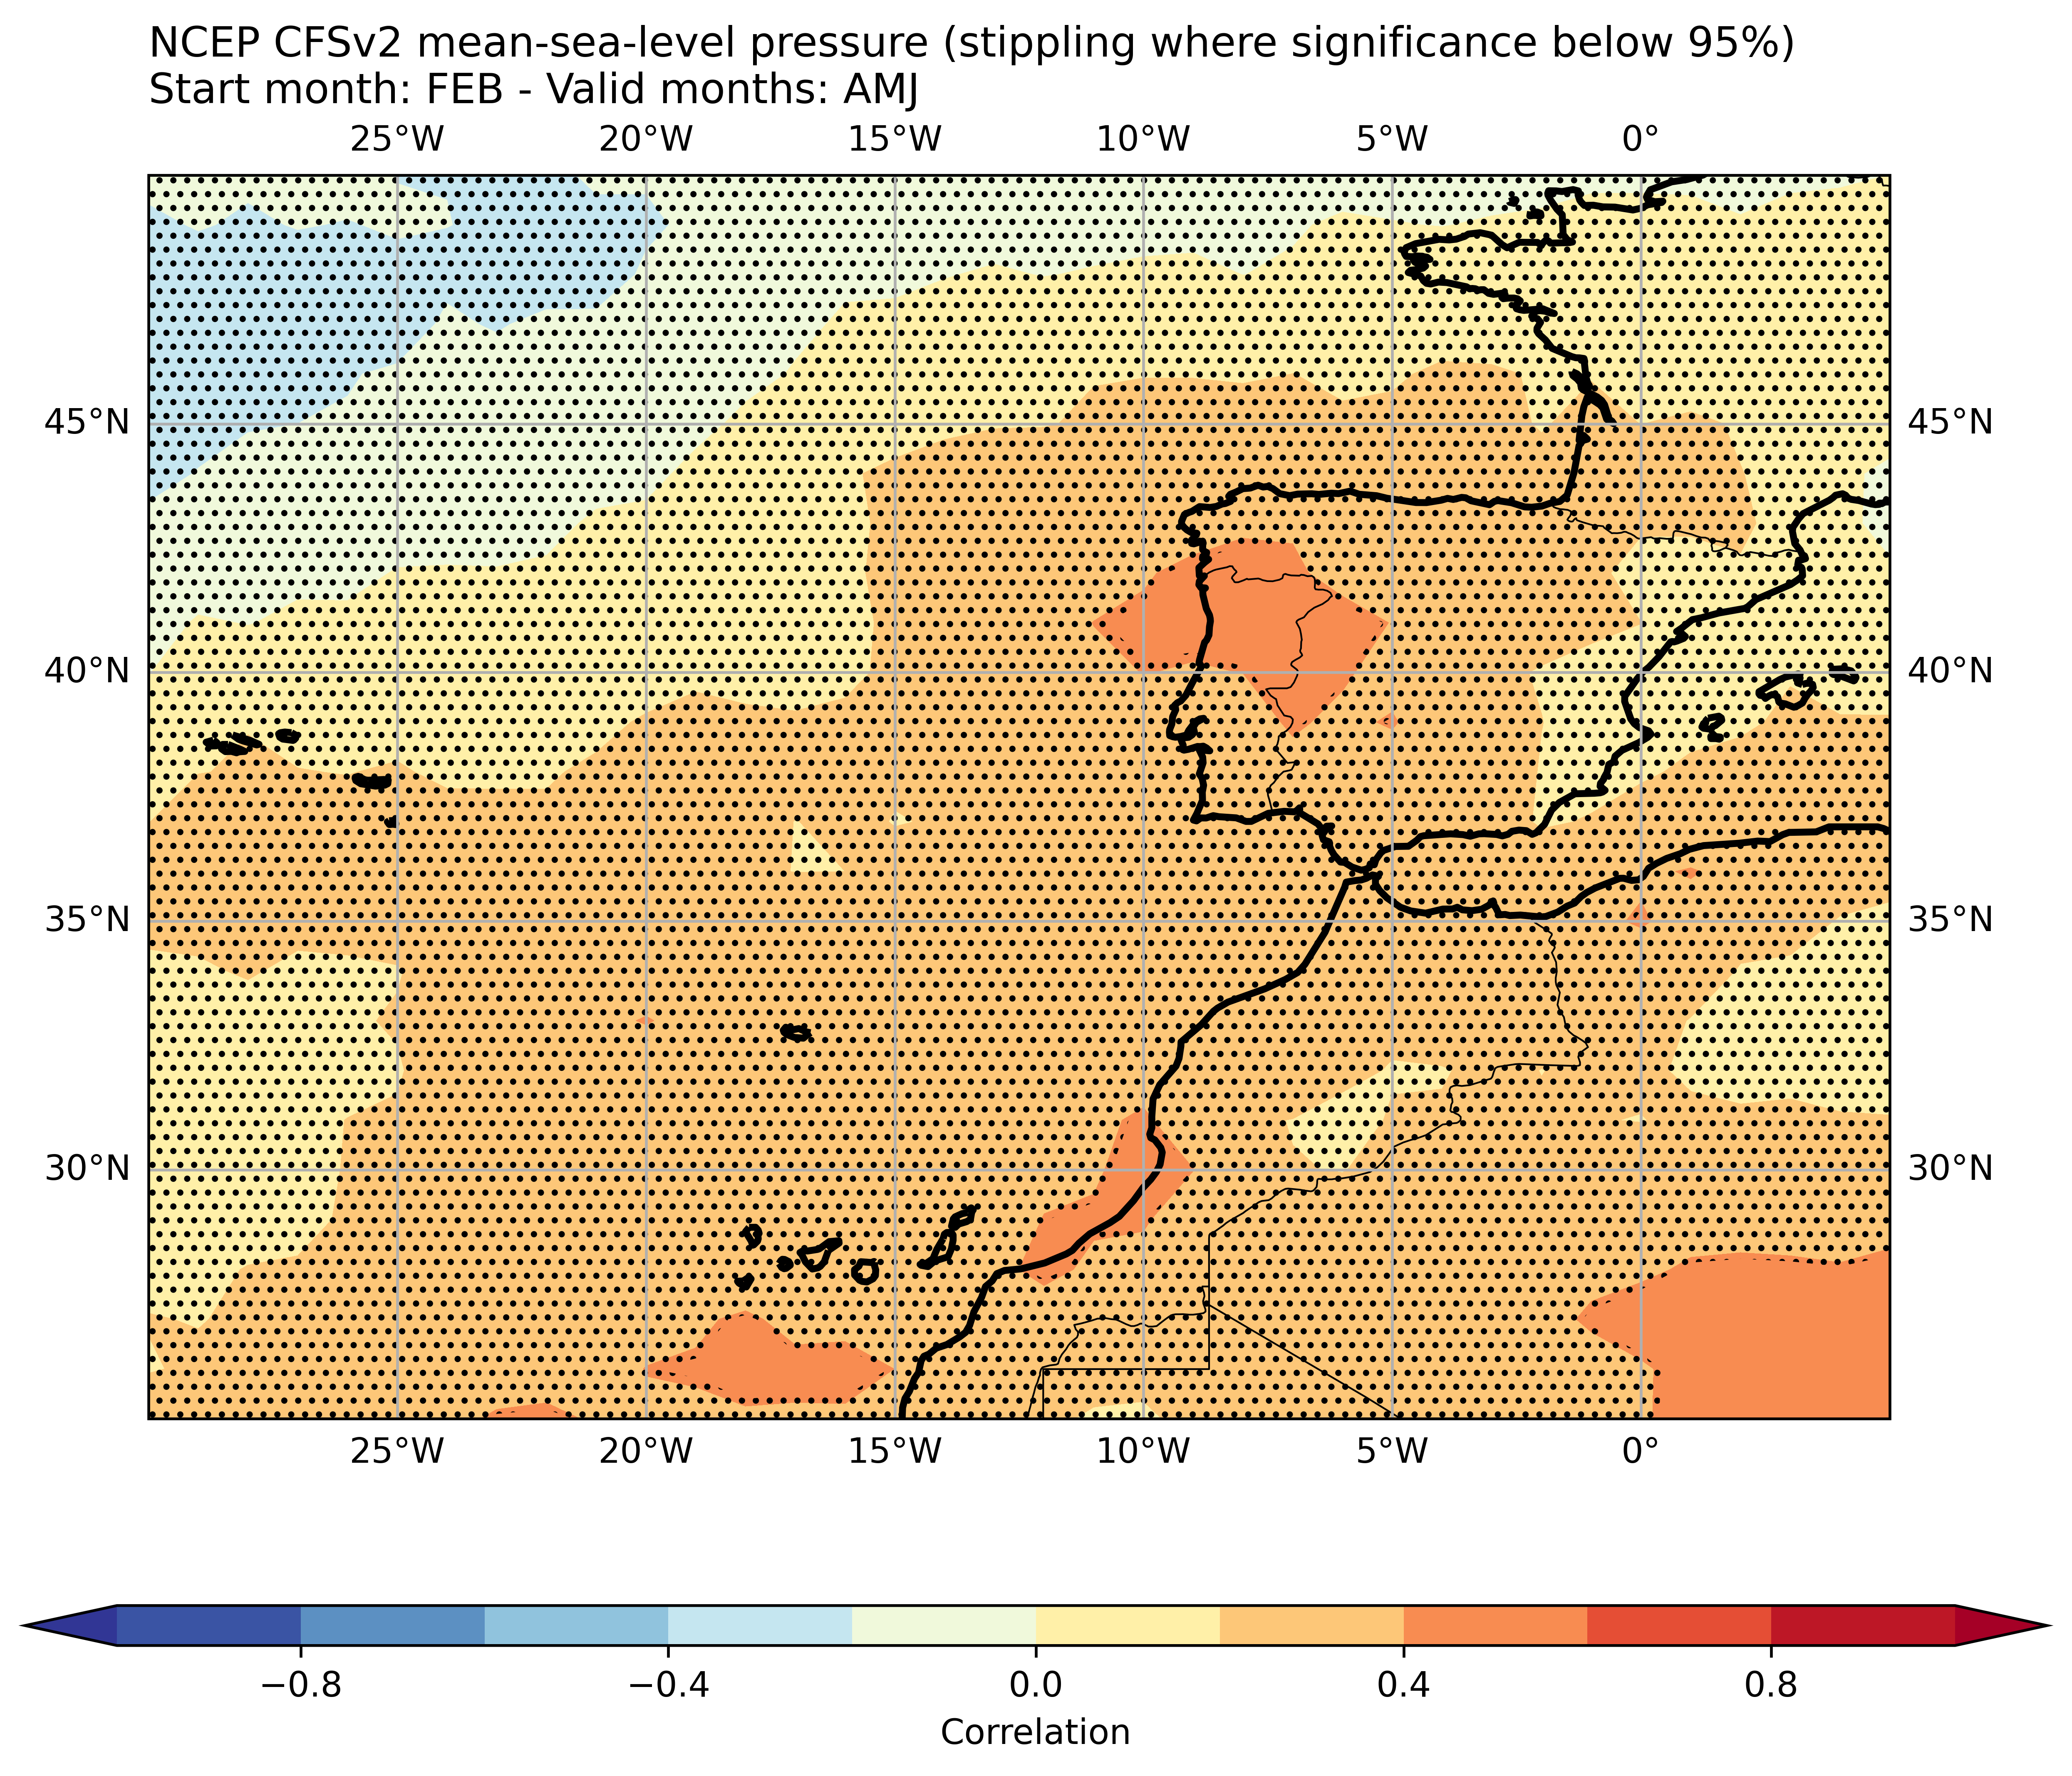 NCEP CFSv2 mean-sea-level pressure (stippling where significance below 95%)
Start month: FEB - Valid months: AMJ
25°W 20°W 15°W 10°W 5°W 0°
45°N 45°N
40°N 40°N
35°N 35°N
30°N 30°N
25°W 20°W 15°W 10°W 5°W 0°
−0.8 −0.4 0.0 0.4 0.8
Correlation